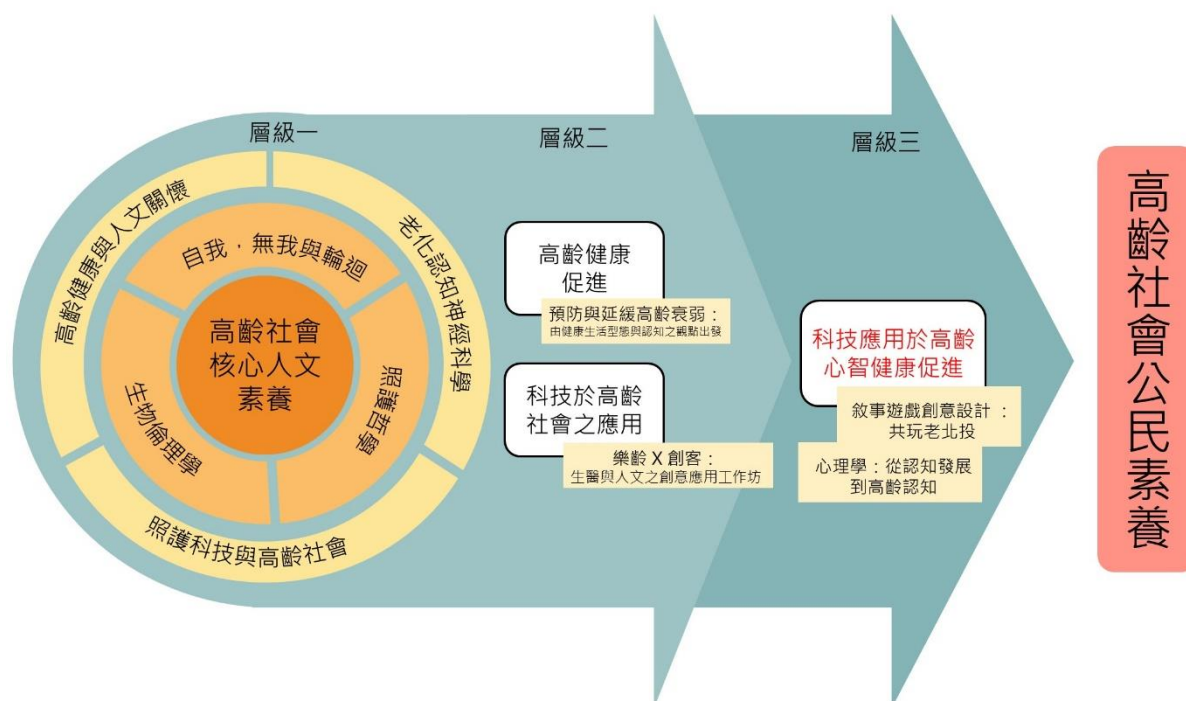 層級一
高齡健康與人文關懷
老化認知神經科學
照護科技與高齡社會
自我，無我與輪迴
生物倫理學
照護哲學
高齡社會
核心人文
素養
層級二
高齡健康
促進
預防與延緩高齡衰弱：
由健康生活型態與認知之觀點出發
科技於高齡
社會之應用
樂齡 X 創客：
生醫與人文之創意應用工作坊
層級三
科技應用於高齡
心智健康促進
敘事遊戲創意設計：
共玩老北投
心理學：從認知發展
到高齡認知
高齡社會公民素養